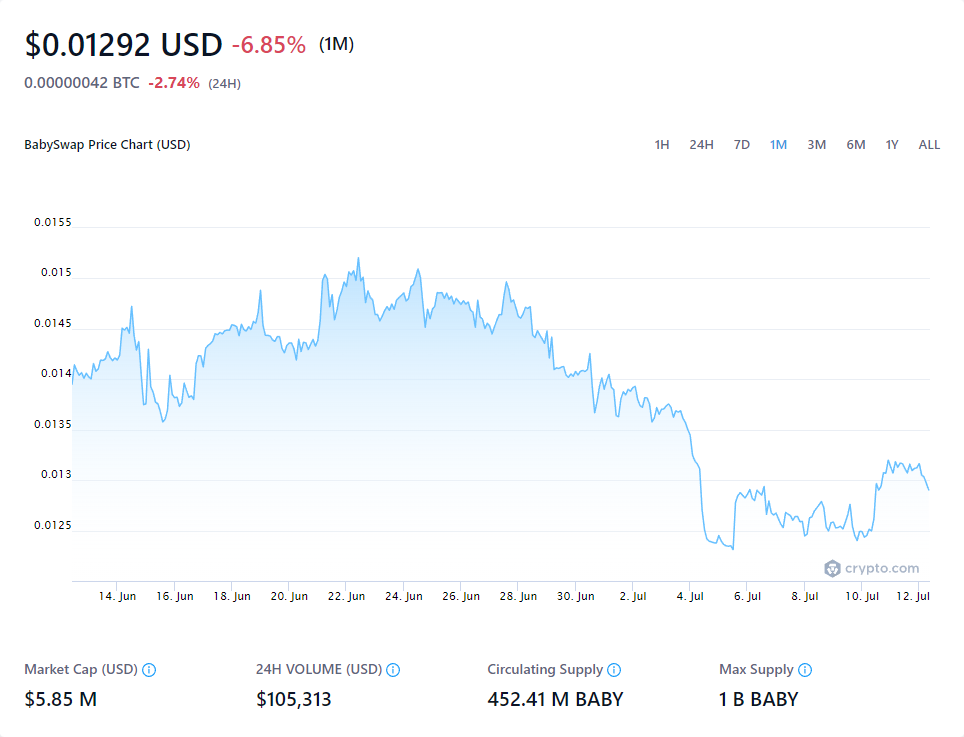 $0.01292 USD -6.85% (1M)
0.00000042 BTC -2.74% (24H)
BabySwap Price Chart (USD) 1H 24H 7D 1M 3M 6M 1Y ALL
0.0155
0.015
0.0145
0.014
0.0135
0.013
0.0125
crypto.com
14. Jun 16. Jun 18. Jun 20. Jun 22. Jun 24. Jun 26. Jun 28. Jun 30. Jun 2. Jul 4. Jul 6. Jul 8. Jul 10. Jul 12. Jul
Market Cap (USD) 24H VOLUME (USD) Circulating Supply Max Supply
$5.85 M $105,313 452.41 M BABY 1 B BABY